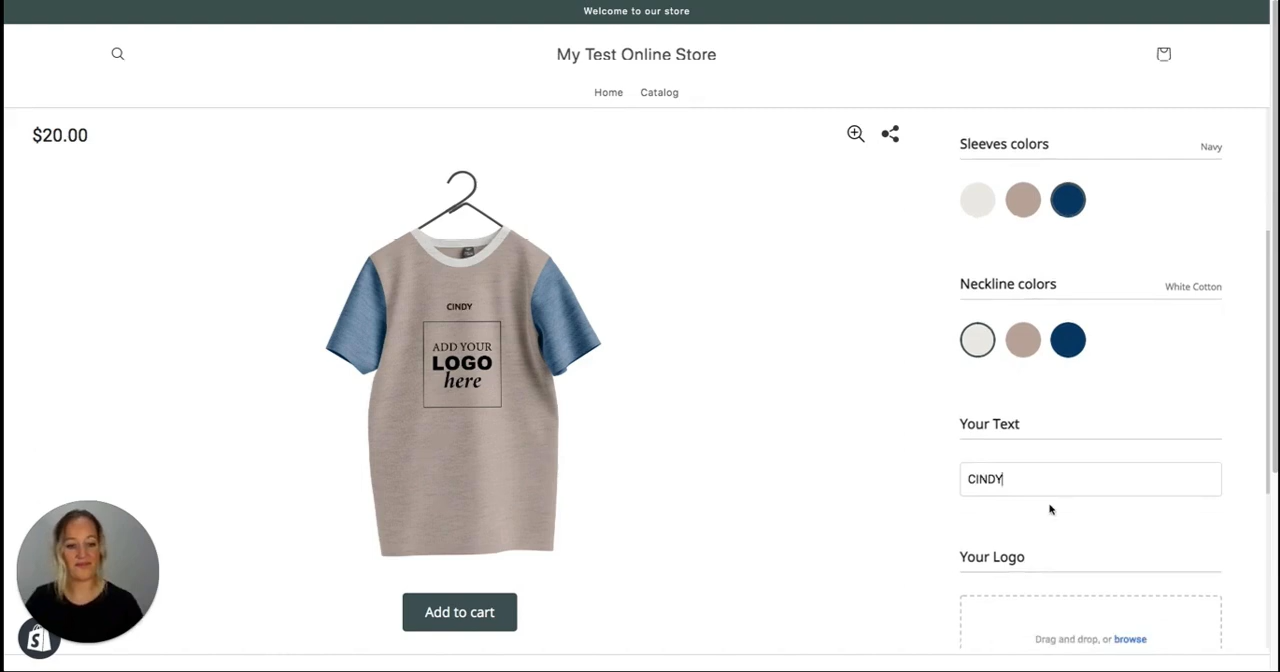 Welcome to our store
My Test Online Store
Home Catalog
$20.00
Sleeves colors Navy
Neckline colors White Cotton
CINDY
ADD YOUR
LOGO
here
Your Text
CINDY
Your Logo
Add to cart
Drag and drop, or browse